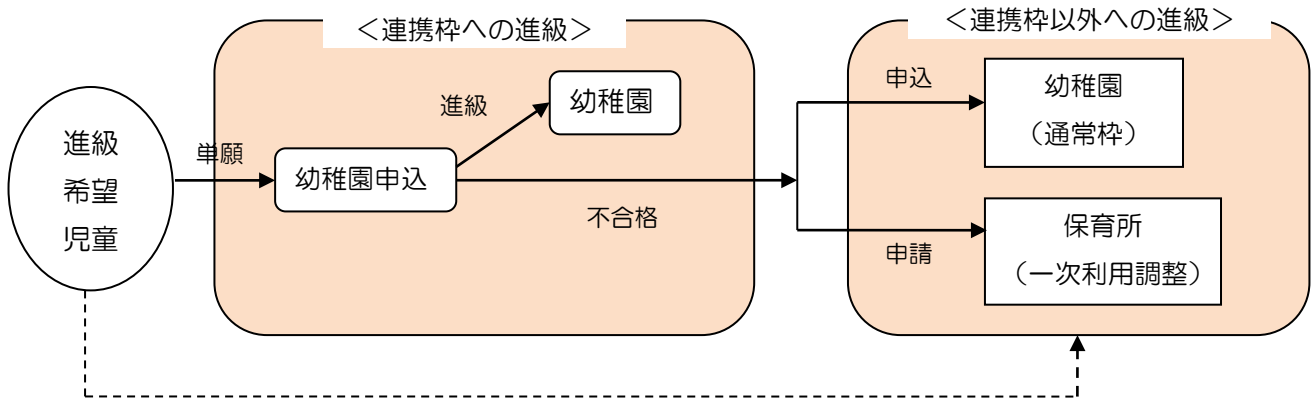 <連携枠への進級>
<連携枠以外への進級>
進級
希望
児童
単願
幼稚園申込
進級
幼稚園
不合格
申込
幼稚園
（通常枠）
申請
保育所
（一次利用調整）